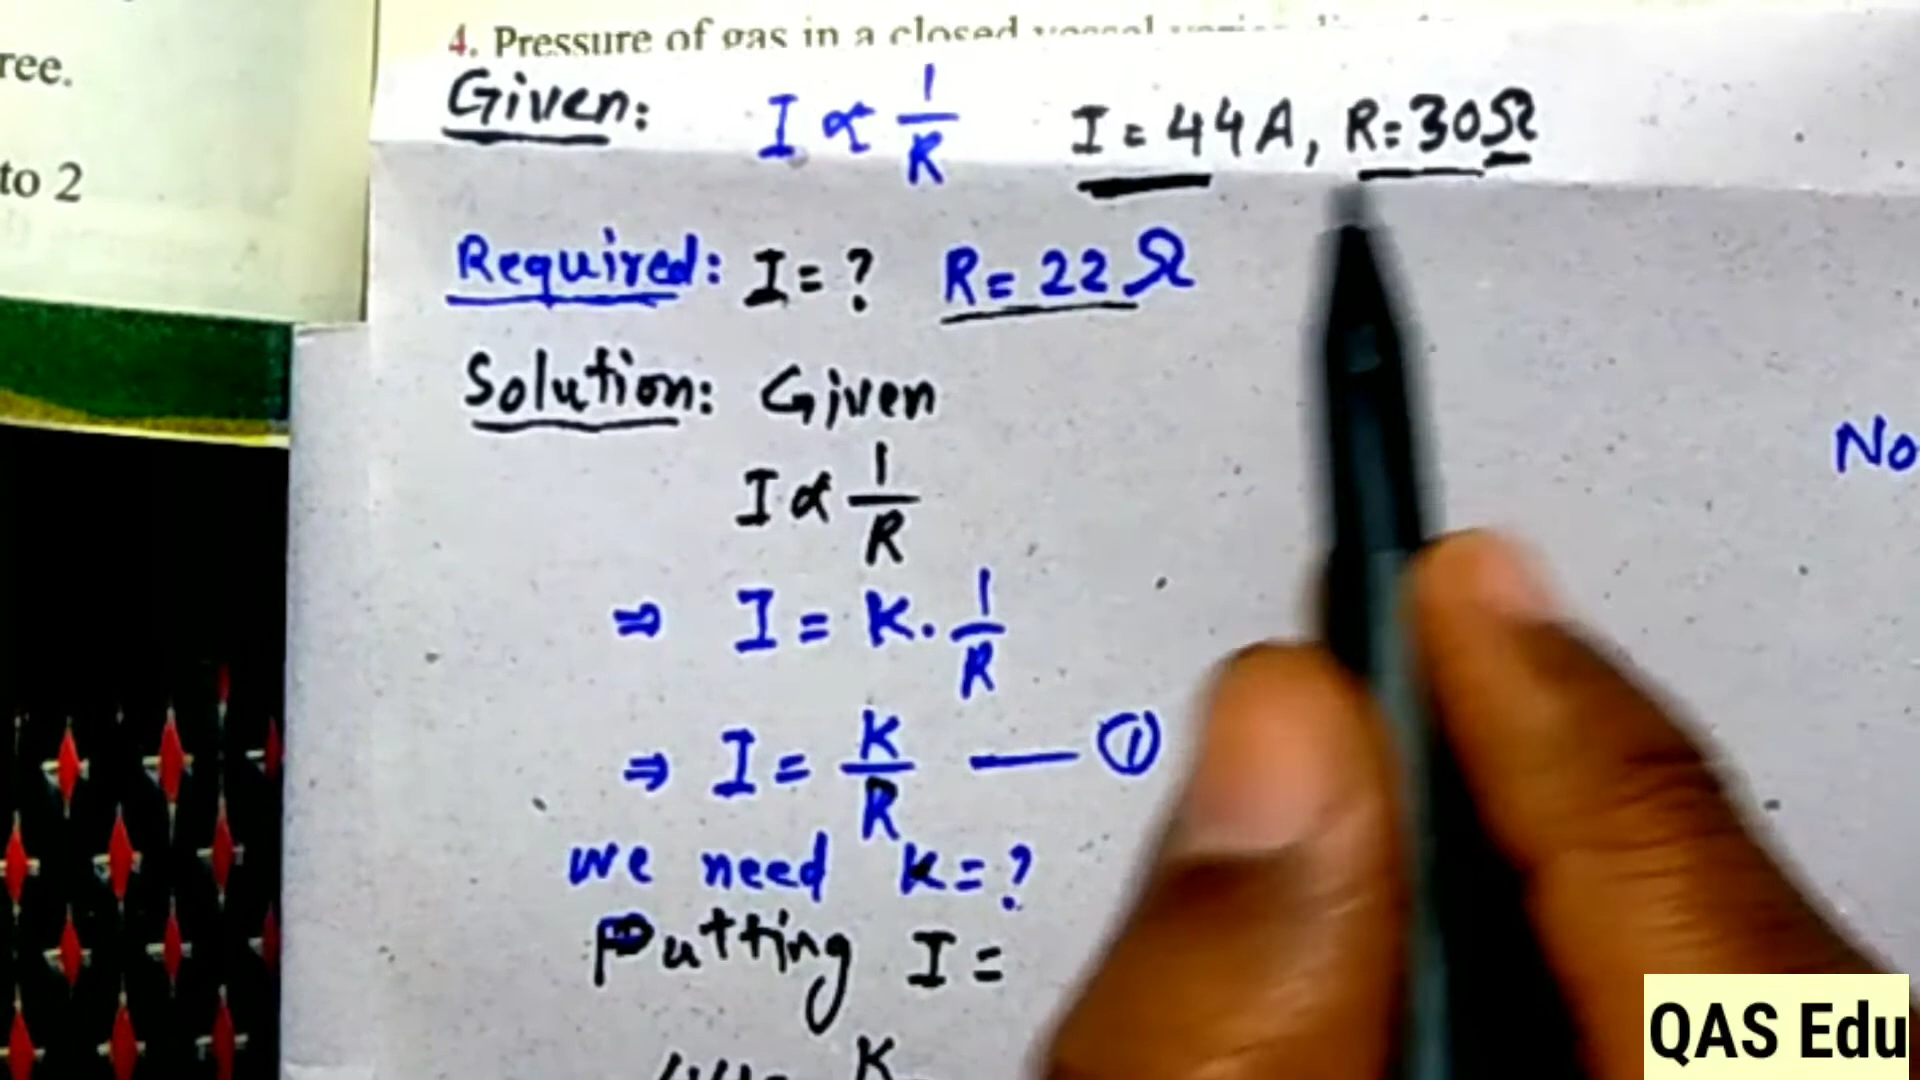 4. Pressure of gas in a closed
ree.
to 2
Given: I ∝ 1/R I = 44A, R = 30Ω
Required: I = ? R = 22 Ω
Solution: Given
I ∝ 1/R
⇒ I = K. 1/R
No
⇒ I = K/R — ①
we need k = ?
Putting I =
K
QAS Edu